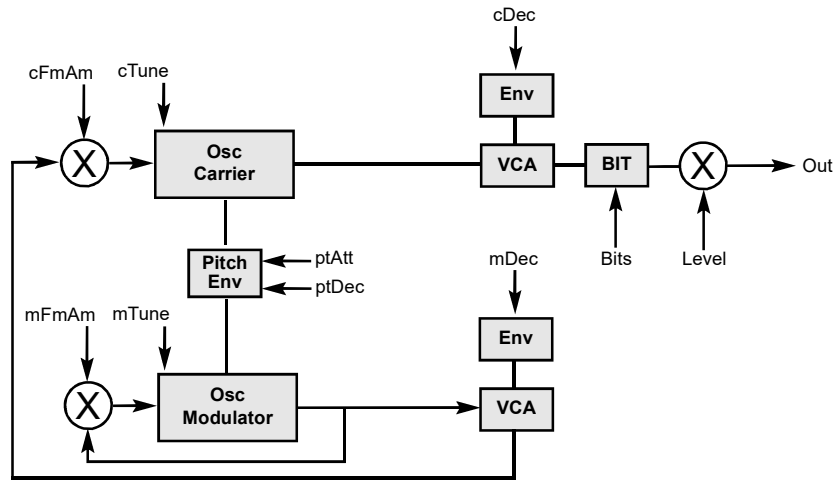 cDec
cFmAm
cTune
Env
X
Osc
Carrier
VCA
BIT
X
Out
Pitch
Env
ptAtt
ptDec
Bits
Level
mDec
mFmAm
mTune
Env
X
Osc
Modulator
VCA